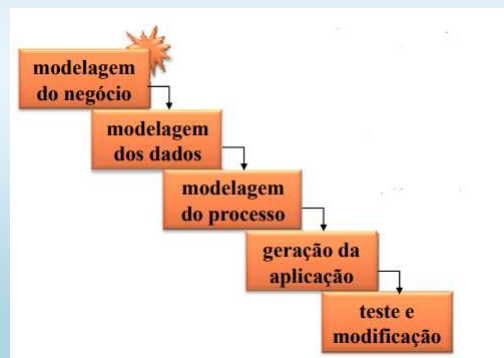 modelagem
do negócio
modelagem
dos dados
modelagem
do processo
geração da
aplicação
teste e
modificação